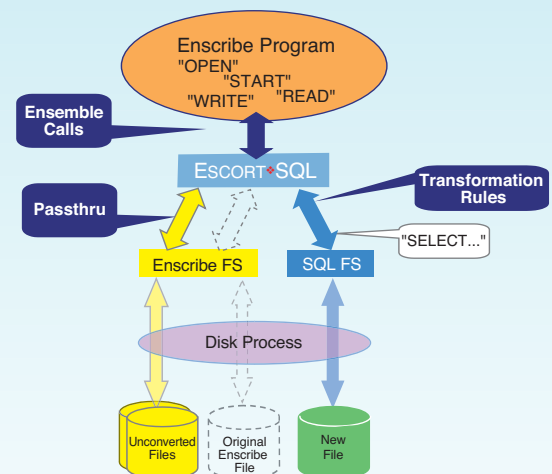 Enscribe Program
"OPEN"
"START"
"WRITE" "READ"
Ensemble
Calls
ESCORT❖SQL
Passthru
Transformation
Rules
"SELECT..."
Enscribe FS
SQL FS
Disk Process
Unconverted
Files
Original
Enscribe
File
New
File